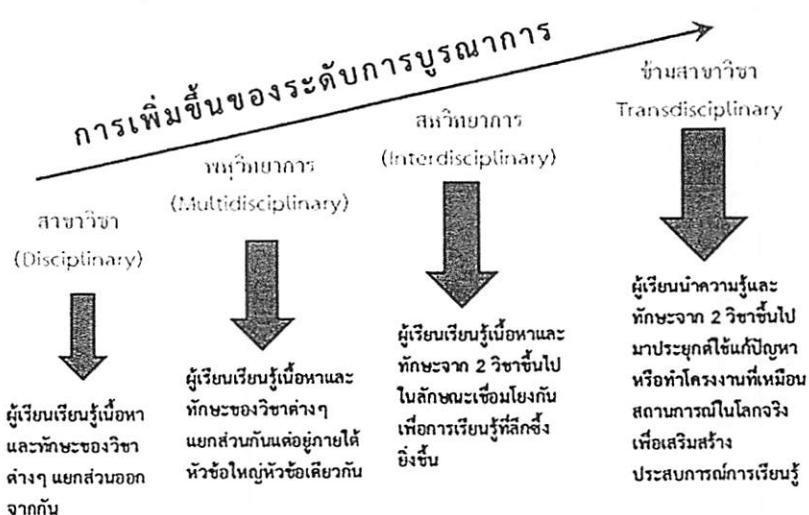 การเพิ่มขึ้นของระดับการบูรณาการ
สาขาวิชา
(Disciplinary)
ผู้เรียนเรียนรู้เนื้อหา
และทักษะของวิชา
ต่างๆ แยกส่วนออก
จากกัน
พหุวิทยาการ
(Multidisciplinary)
ผู้เรียนเรียนรู้เนื้อหาและ
ทักษะของวิชาต่างๆ
แยกส่วนกันแต่อยู่ภายใต้
หัวข้อใหญ่หัวข้อเดียวกัน
สหวิทยาการ
(Interdisciplinary)
ผู้เรียนเรียนรู้เนื้อหาและ
ทักษะจาก 2 วิชาขึ้นไป
ในลักษณะเชื่อมโยงกัน
เพื่อการเรียนรู้ที่ลึกซึ้ง
ยิ่งขึ้น
ข้ามสาขาวิชา
Transdisciplinary
ผู้เรียนนำความรู้และ
ทักษะจาก 2 วิชาขึ้นไป
มาประยุกต์ใช้แก้ปัญหา
หรือทำโครงงานที่เหมือน
สถานการณ์ในโลกจริง
เพื่อเสริมสร้าง
ประสบการณ์การเรียนรู้